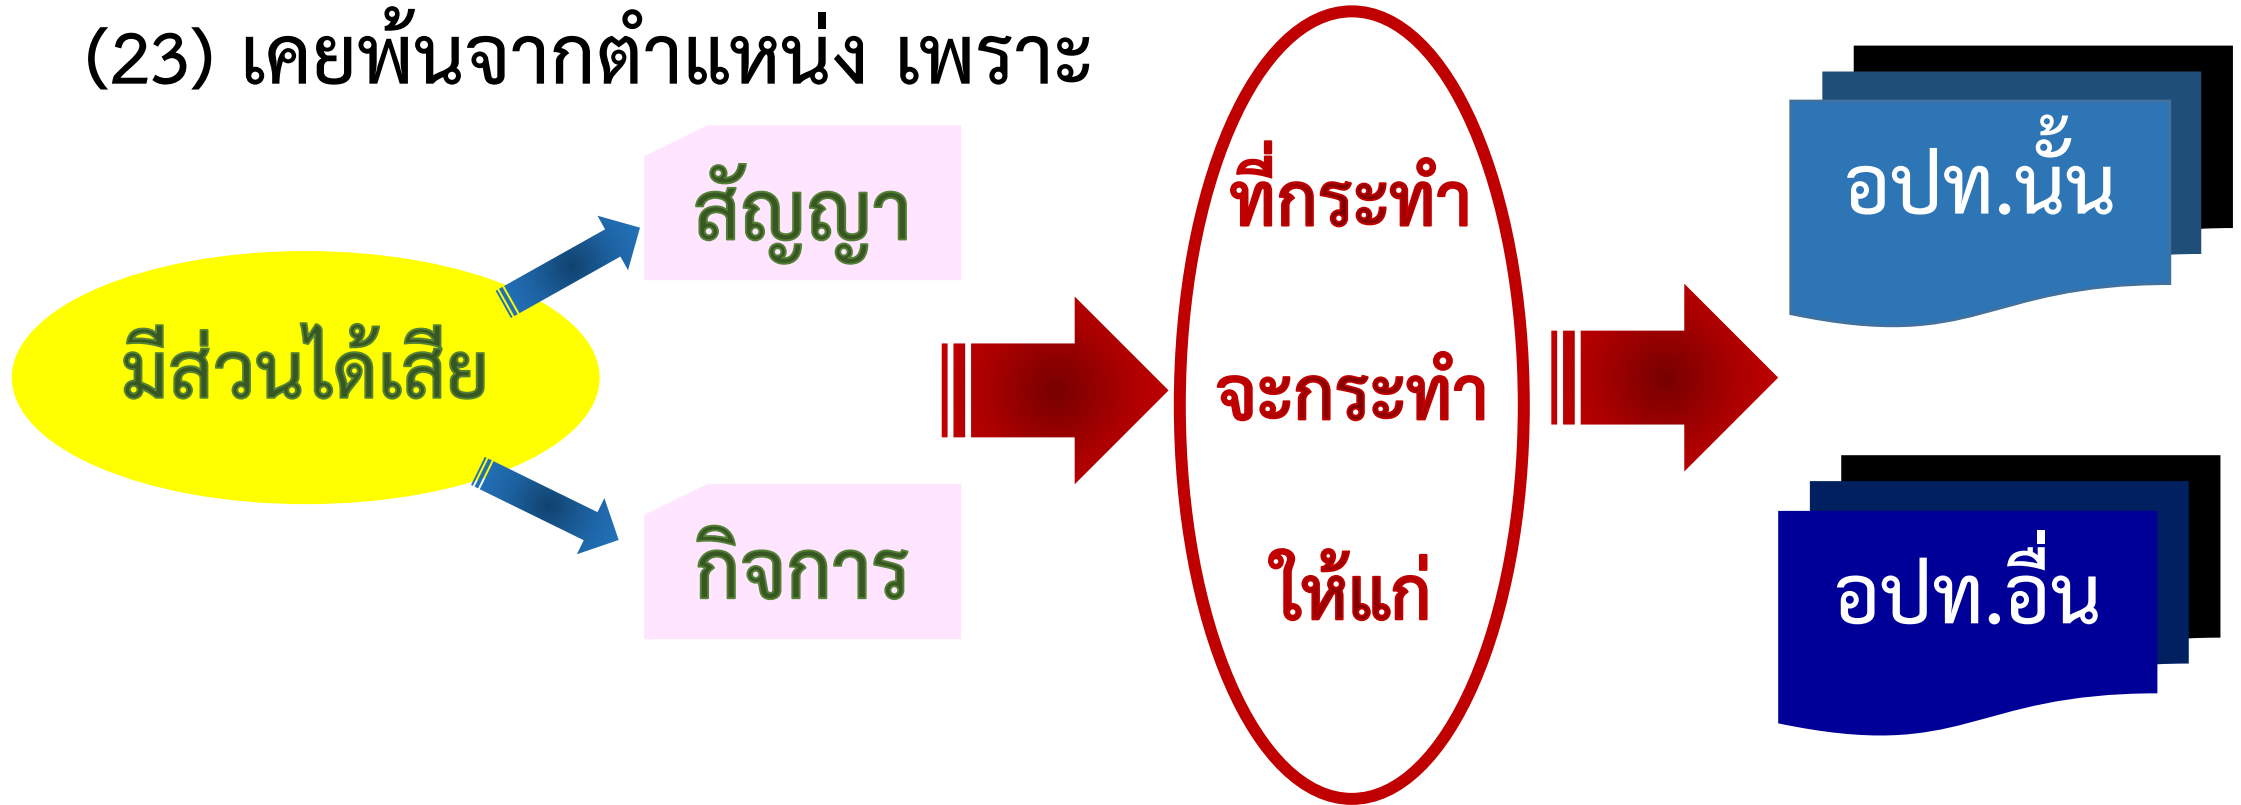 (23) เคยพ้นจากตำแหน่ง เพราะ
มีส่วนได้เสีย
สัญญา
กิจการ
ที่กระทำ
จะกระทำ
ให้แก่
อปท.นั้น
อปท.อื่น